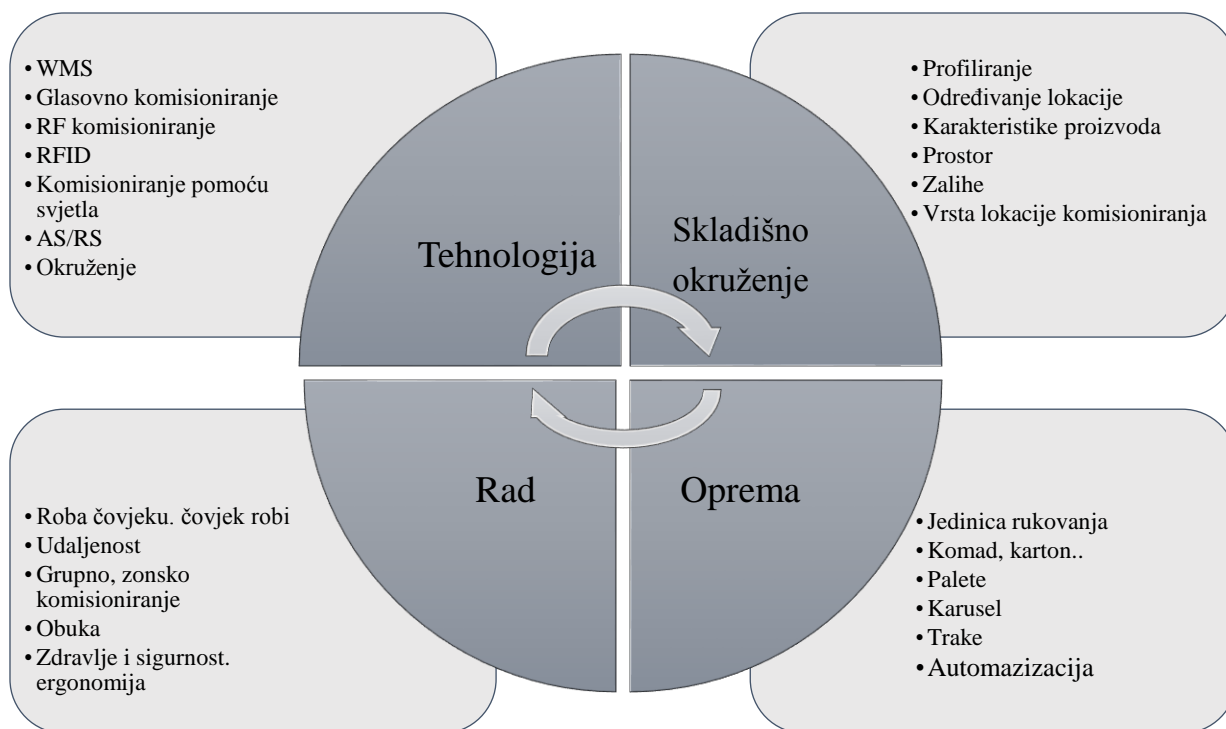 • WMS
• Glasovno komisioniranje
• RF komisioniranje
• RFID
• Komisioniranje pomoću
svjetla
• AS/RS
• Okruženje
Tehnologija
• Profiliranje
• Određivanje lokacije
• Karakteristike proizvoda
• Prostor
• Zalihe
• Vrsta lokacije komisioniranja
Skladišno
okruženje
• Roba čovjeku. čovjek robi
• Udaljenost
• Grupno, zonsko
komisioniranje
• Obuka
• Zdravlje i sigurnost.
ergonomija
Rad
Oprema
• Jedinica rukovanja
• Komad, karton..
• Palete
• Karusel
• Trake
• Automazizacija